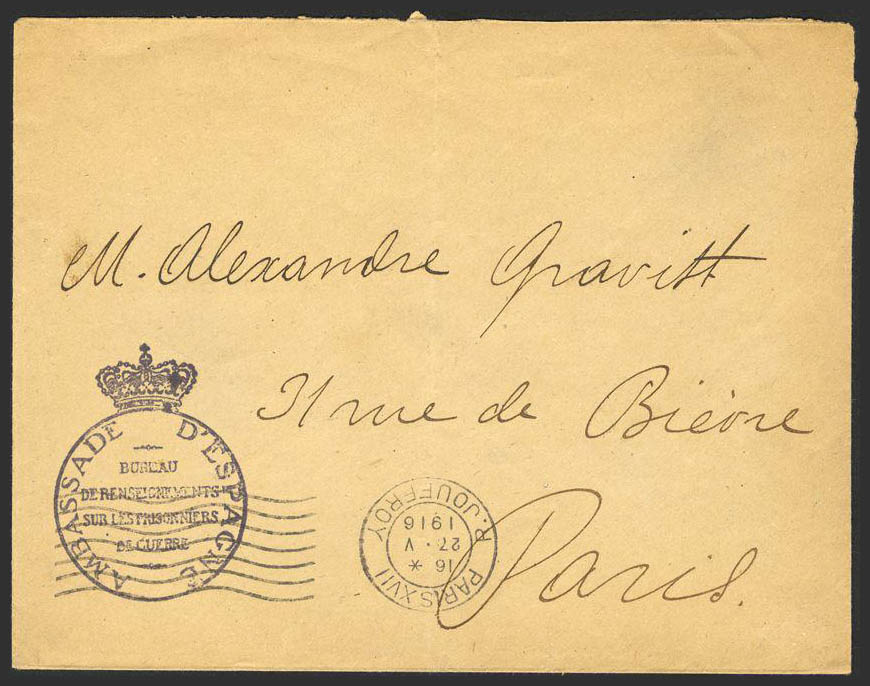 M. Alexandre Gravitt
31 rue de Bièvre
Paris.
AMBASSADE D'ESPAGNE
BUREAU
DE RENSEIGNEMENTS
SUR LES PRISONNIERS
DE GUERRE
PARIS XVII
R. JOUFFROY
16 *
27 · V
1916